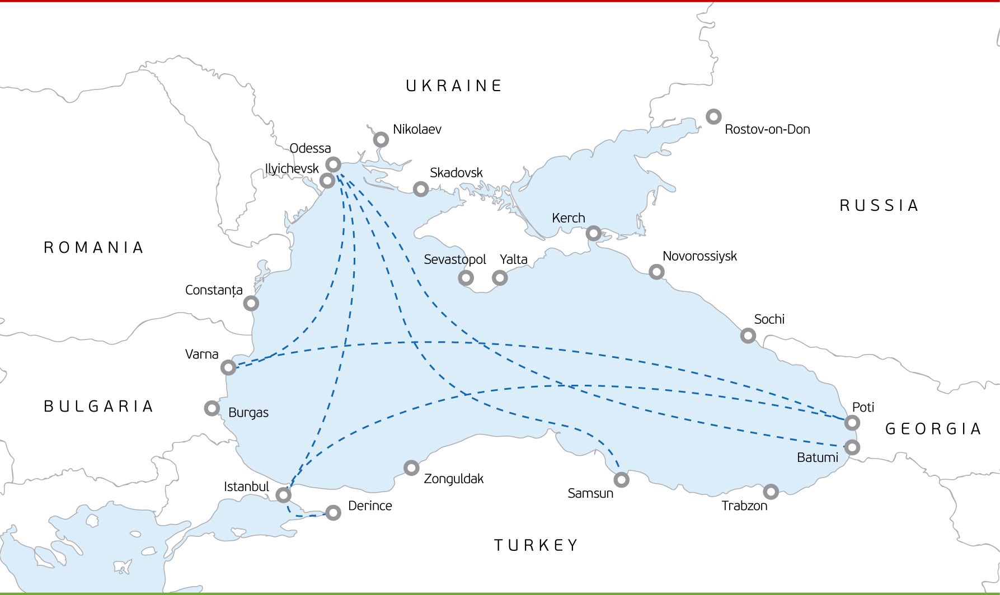 UKRAINE
Nikolaev
Rostov-on-Don
Odessa
Ilyichevsk
Skadovsk
RUSSIA
Kerch
ROMANIA
Sevastopol
Yalta
Novorossiysk
Constanța
Sochi
Varna
BULGARIA
Burgas
Poti
GEORGIA
Batumi
Istanbul
Zonguldak
Samsun
Derince
Trabzon
TURKEY